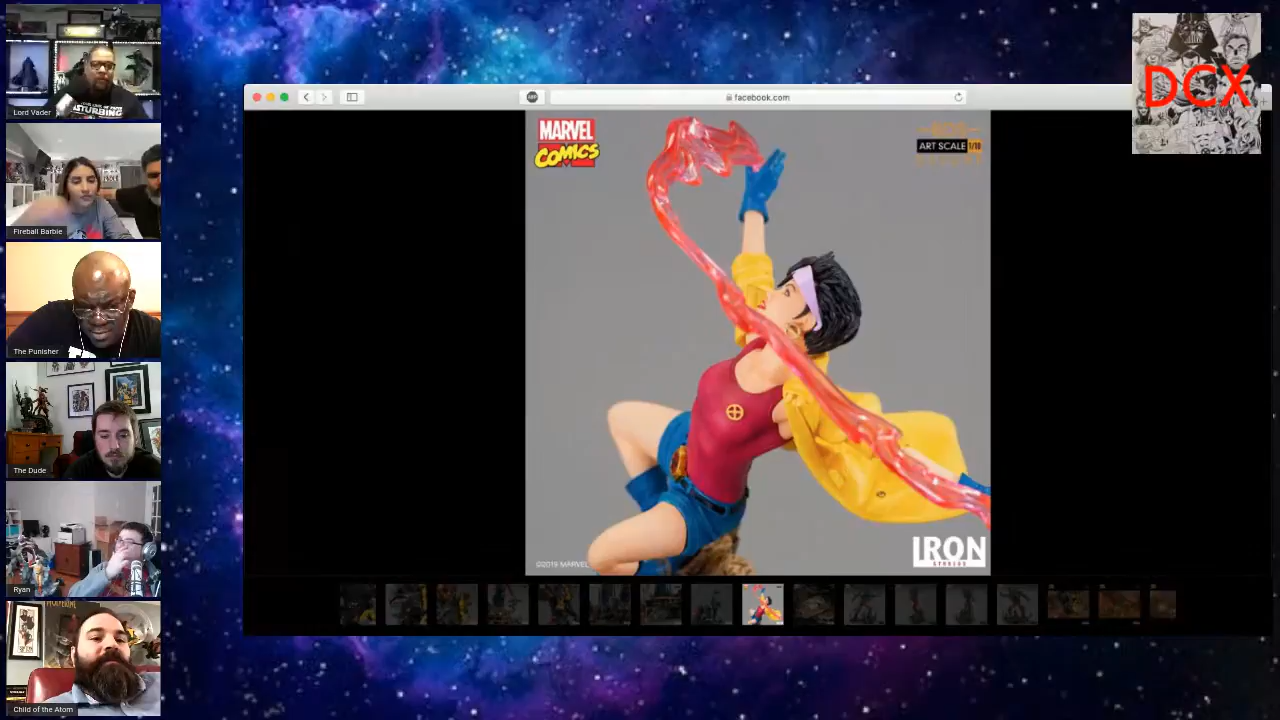 Lord Vader
Fireball Barbie
The Punisher
The Dude
Ryan
Child of the Atom
facebook.com
DCX
MARVEL
COMICS
ART SCALE 1/10
©2019 MARVEL
IRON
STUDIOS